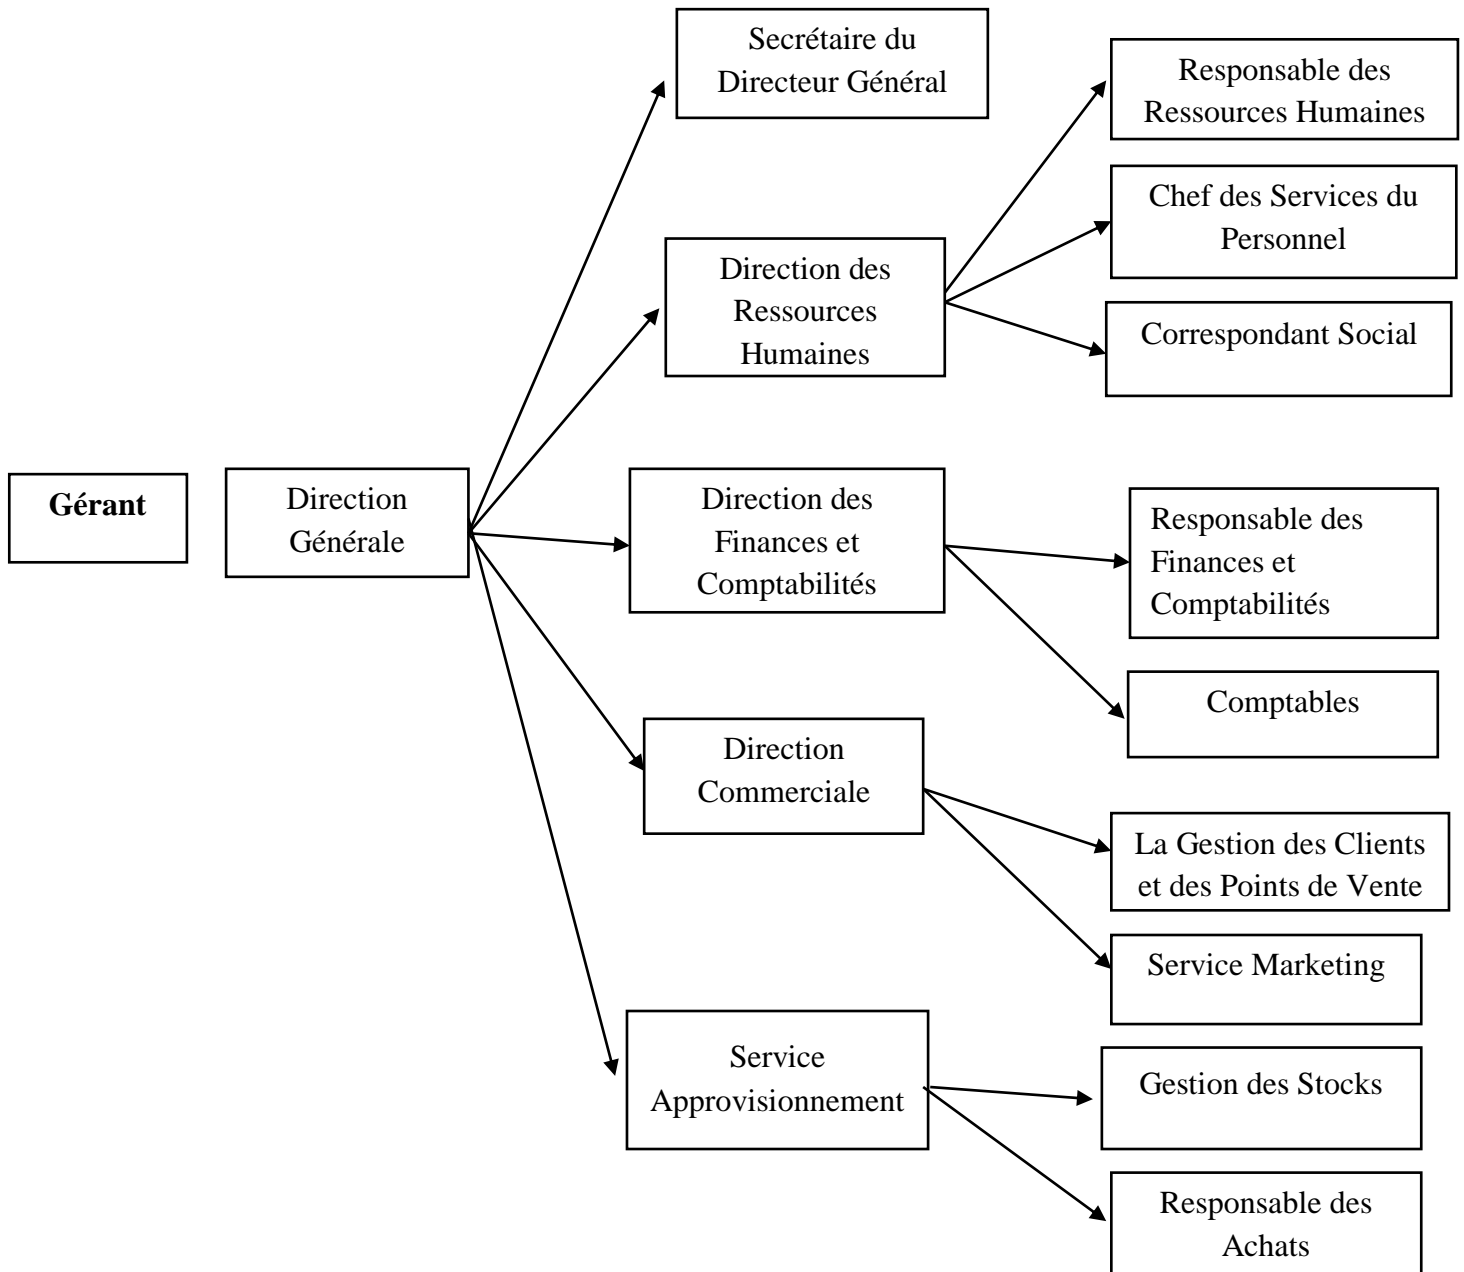 Gérant
Direction
Générale
Secrétaire du
Directeur Général
Direction des
Ressources
Humaines
Responsable des
Ressources Humaines
Chef des Services du
Personnel
Correspondant Social
Direction des
Finances et
Comptabilités
Responsable des
Finances et
Comptabilités
Comptables
Direction
Commerciale
La Gestion des Clients
et des Points de Vente
Service Marketing
Service
Approvisionnement
Gestion des Stocks
Responsable des
Achats